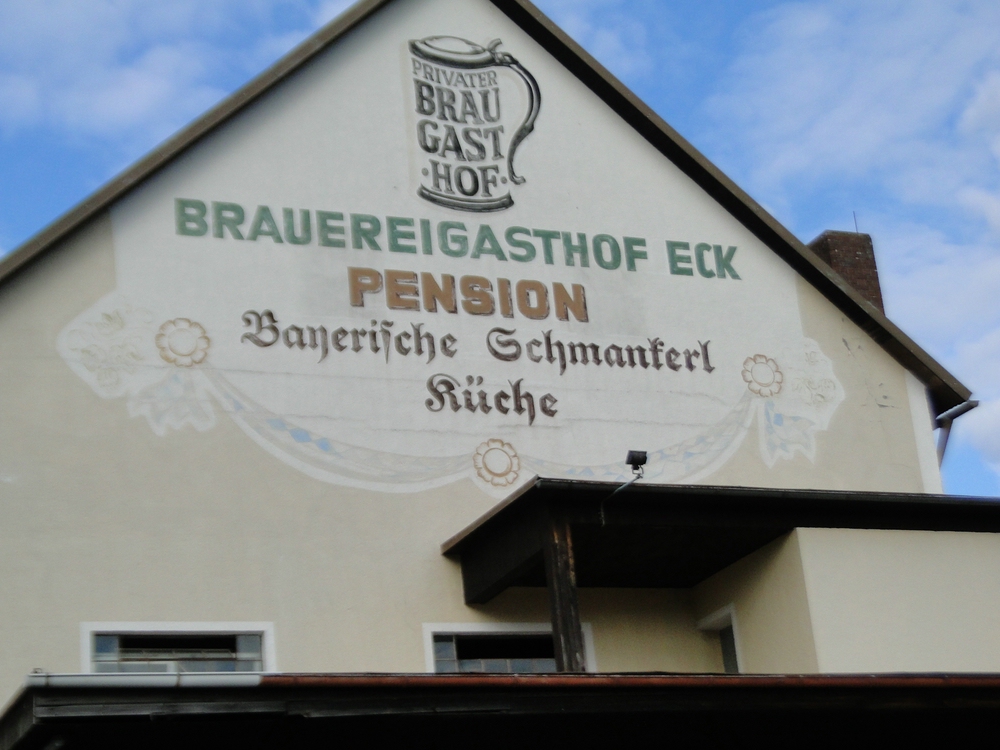 PRIVATER
BRAU
GAST
·HOF·
BRAUEREIGASTHOF ECK
PENSION
Bayerische Schmankerl
Küche